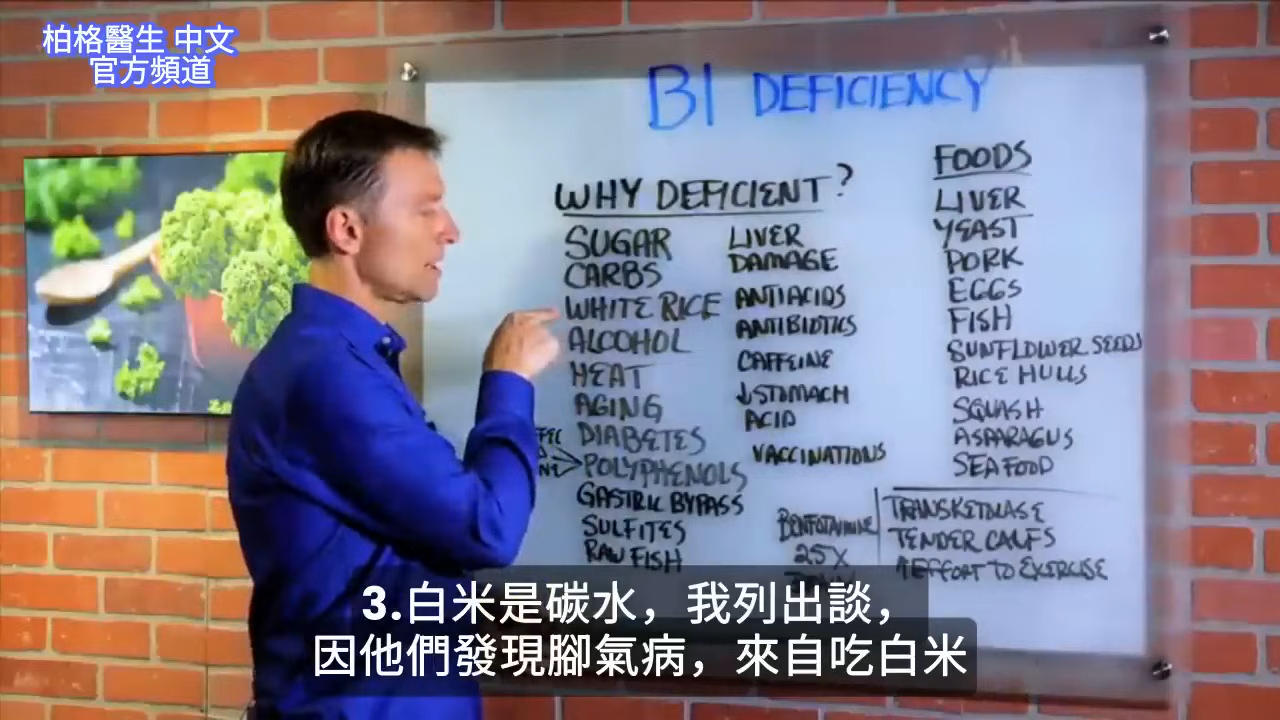 柏格醫生 中文
官方頻道
B1 DEFICIENCY
WHY DEFICIENT?
SUGAR
CARBS
WHITE RICE
ALCOHOL
HEAT
AGING
DIABETES
POLYPHENOLS
GASTRIC BYPASS
SULFITES
RAW FISH
LIVER
DAMAGE
ANTIACIDS
ANTIBIOTICS
CAFFEINE
↓STOMACH
ACID
VACCINATIONS
25X
FOODS
LIVER
YEAST
PORK
EGGS
FISH
SUNFLOWER SEEDS
RICE HULLS
SQUASH
ASPARAGUS
SEAFOOD
TRANSKETOLASE
TENDER CALFS
↑EFFORT TO EXERCISE
3.白米是碳水，我列出談，
因他們發現腳氣病，來自吃白米